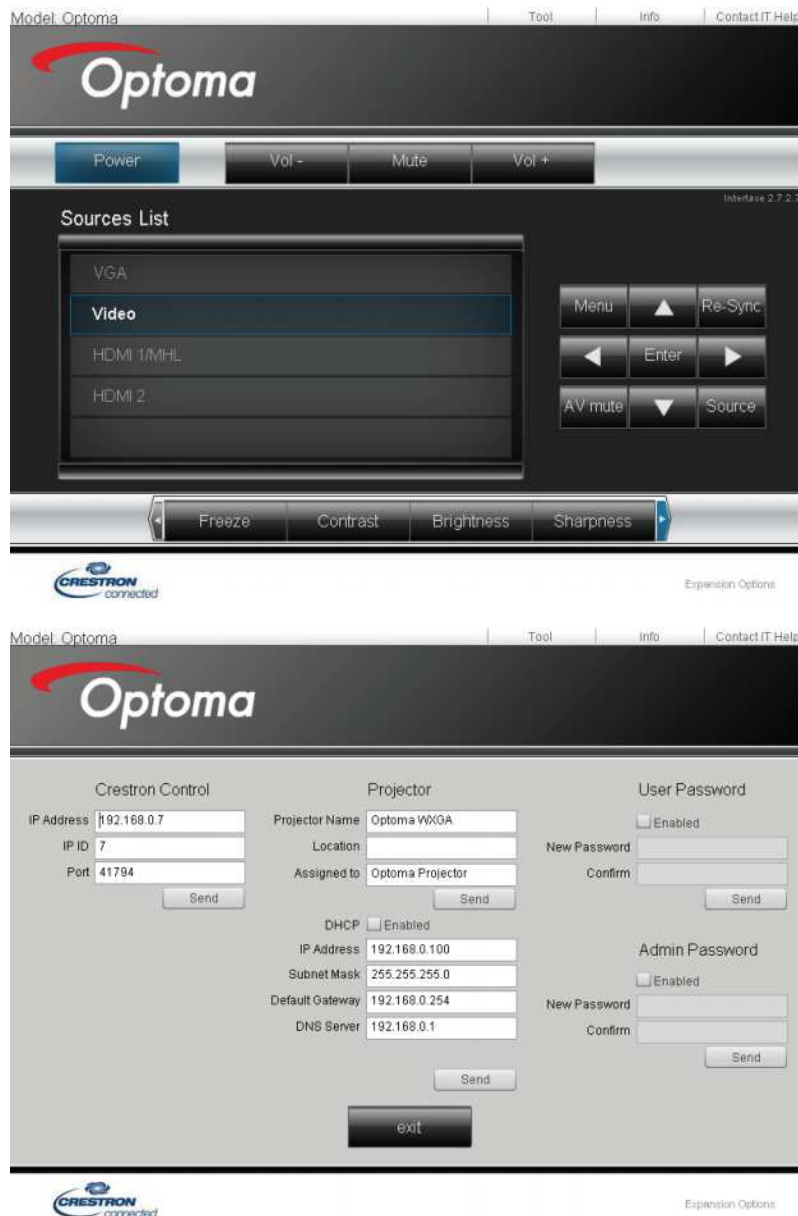 Model: Optoma Tool Info Contact IT Help
Optoma
Power Vol - Mute Vol +
Interface 2.7.2.7
Sources List
VGA
Video
HDMI 1/MHL
HDMI 2
Menu Re-Sync
Enter
AV mute Source
Freeze Contrast Brightness Sharpness
CRESTRON
connected
Expansion Options
Model: Optoma Tool Info Contact IT Help
Optoma
Crestron Control
IP Address 192.168.0.7
IP ID 7
Port 41794
Send
Projector
Projector Name Optoma WXGA
Location
Assigned to Optoma Projector
Send
DHCP Enabled
IP Address 192.168.0.100
Subnet Mask 255.255.255.0
Default Gateway 192.168.0.254
DNS Server 192.168.0.1
Send
User Password
Enabled
New Password
Confirm
Send
Admin Password
Enabled
New Password
Confirm
Send
exit
CRESTRON
connected
Expansion Options